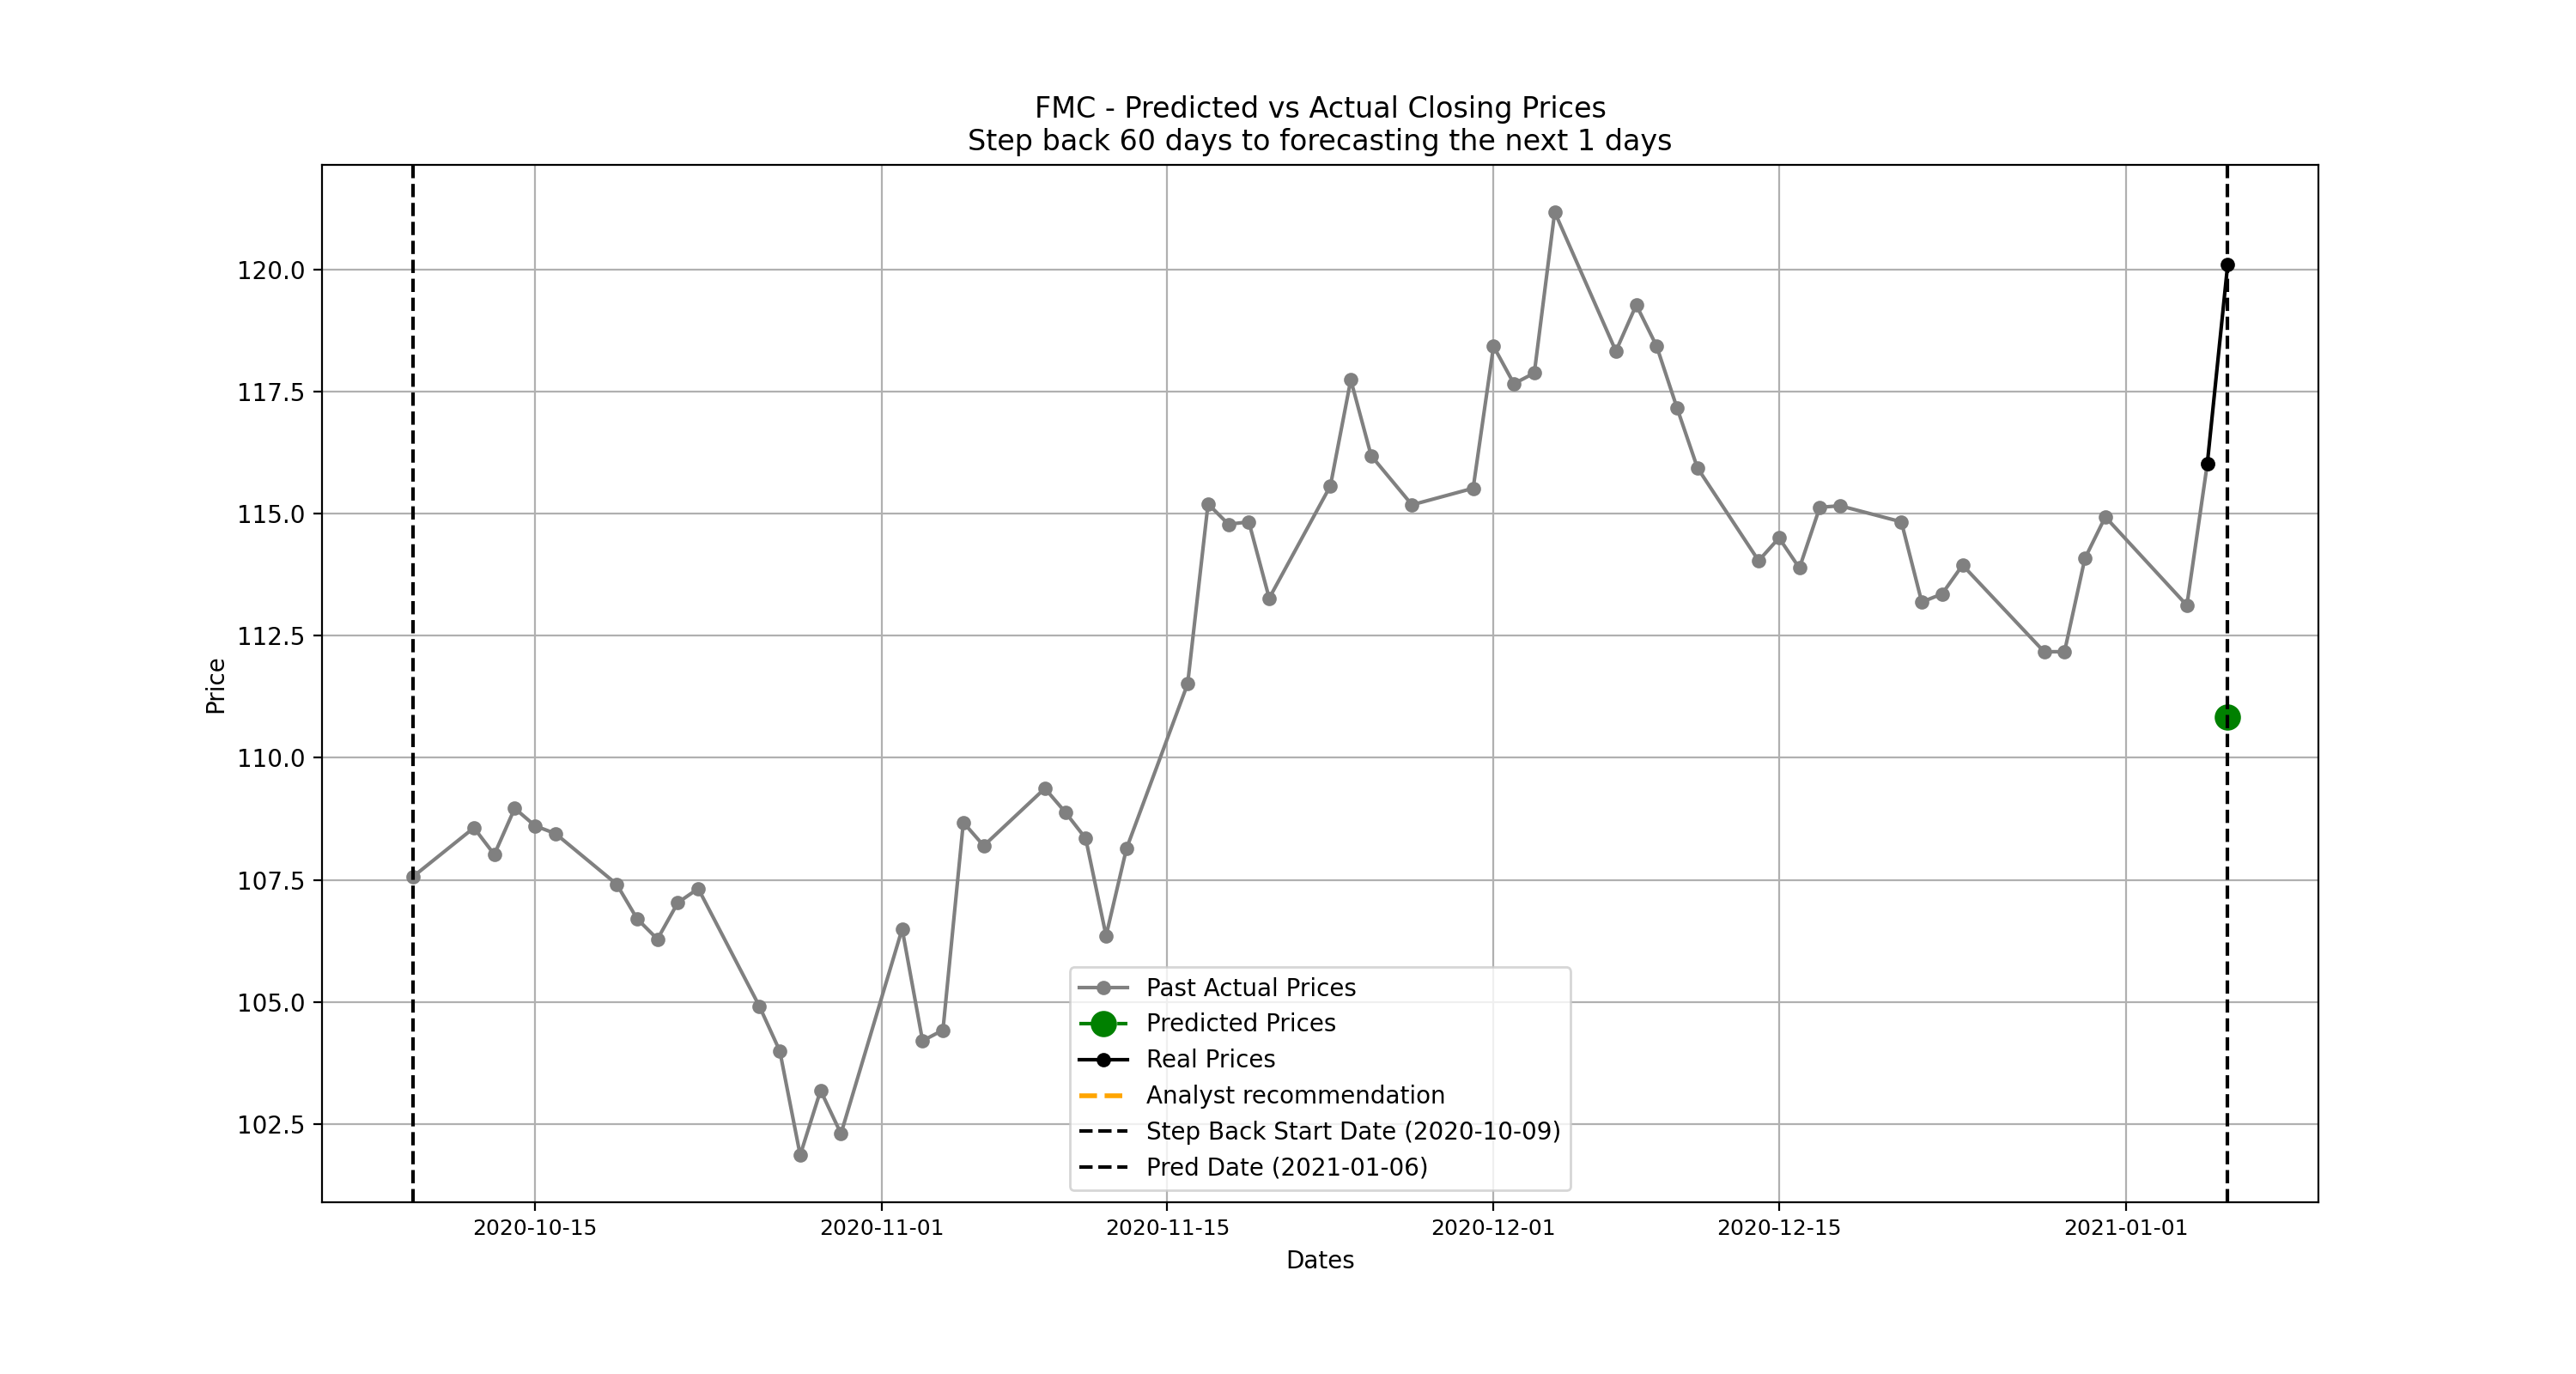 FMC - Predicted vs Actual Closing Prices
Step back 60 days to forecasting the next 1 days
120.0
117.5
115.0
112.5
110.0
107.5
105.0
102.5
Price
Past Actual Prices
Predicted Prices
Real Prices
Analyst recommendation
Step Back Start Date (2020-10-09)
Pred Date (2021-01-06)
2020-10-15 2020-11-01 2020-11-15 2020-12-01 2020-12-15 2021-01-01
Dates